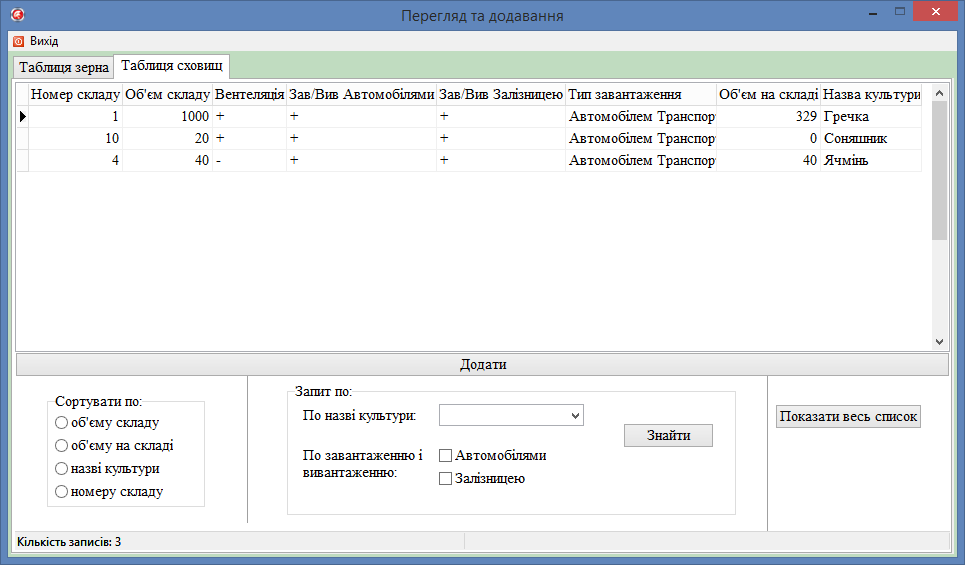 Перегляд та додавання
Вихід
Таблиця зерна Таблиця сховищ
Номер складу Об'єм складу Вентеляція Зав/Вив Автомобілями Зав/Вив Залізницею Тип завантаження Об'єм на складі Назва культури
1 1000 + + + Автомобілем Транспор 329 Гречка
10 20 + + + Автомобілем Транспор 0 Соняшник
4 40 - + + Автомобілем Транспор 40 Ячмінь
Додати
Сортувати по:
об'єму складу
об'єму на складі
назві культури
номеру складу
Запит по:
По назві культури:
Знайти
По завантаженню і
вивантаженню:
Автомобілями
Залізницею
Показати весь список
Кількість записів: 3